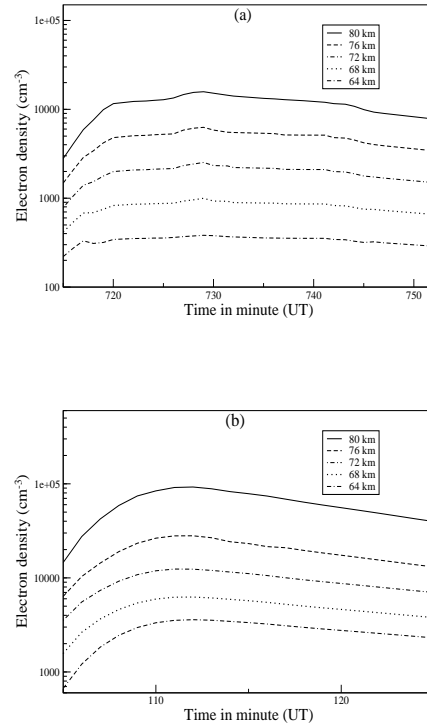 (a)
1e+05
10000
1000
100
Electron density (cm-3)
80 km
76 km
72 km
68 km
64 km
720
730
740
750
Time in minute (UT)
(b)
1e+05
10000
1000
Electron density (cm-3)
80 km
76 km
72 km
68 km
64 km
110
120
Time in minute (UT)